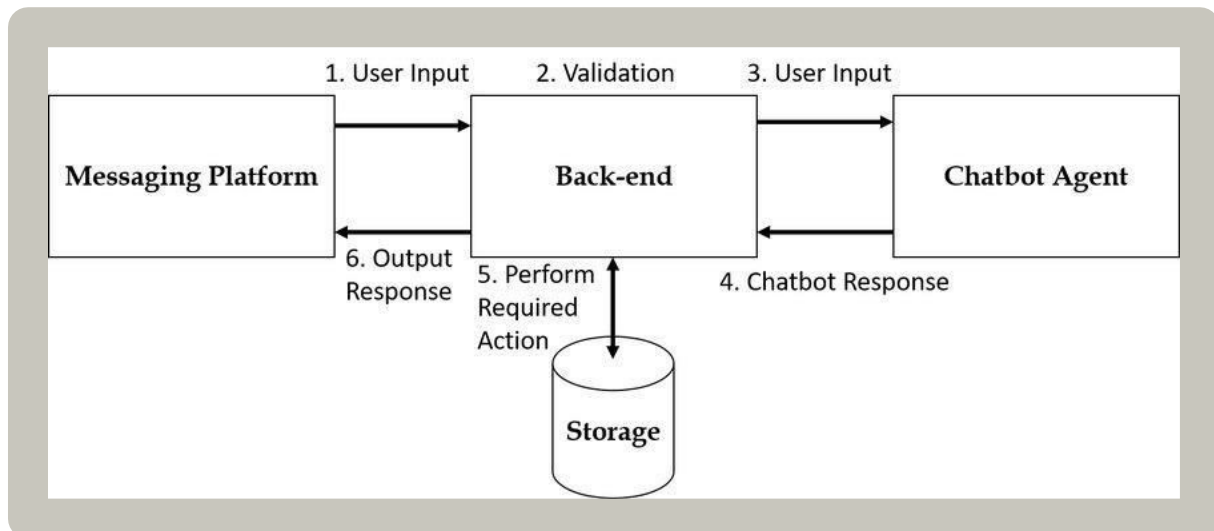 1. User Input
2. Validation
3. User Input
Messaging Platform
Back-end
Chatbot Agent
6. Output
Response
5. Perform
Required
Action
4. Chatbot Response
Storage